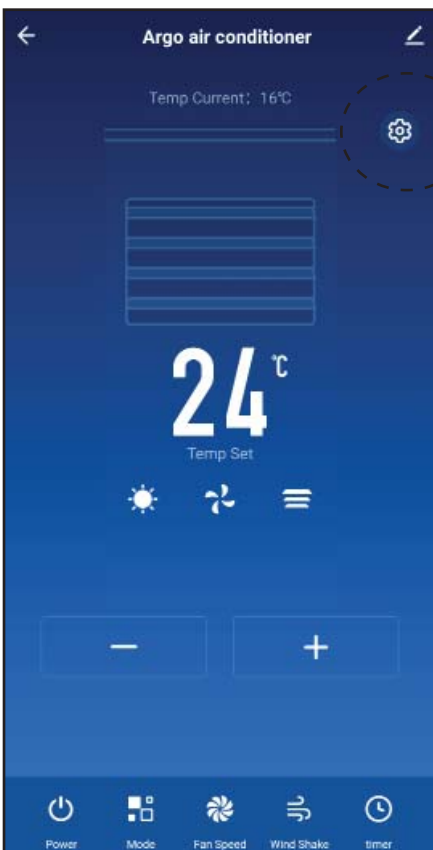 Argo air conditioner
Temp Current: 16℃
24℃
Temp Set
Power Mode Fan Speed Wind Shake timer